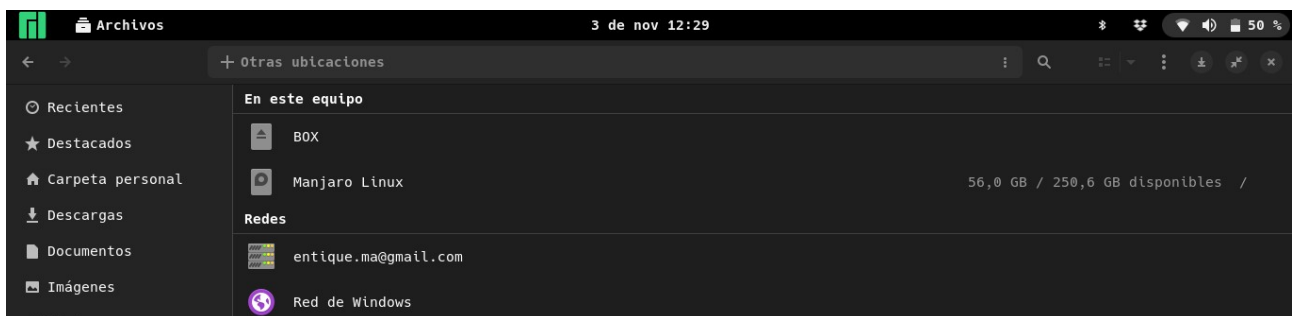 Archivos
3 de nov 12:29
50 %
Otras ubicaciones
Recientes
Destacados
Carpeta personal
Descargas
Documentos
Imágenes
En este equipo
BOX
Manjaro Linux 56,0 GB / 250,6 GB disponibles /
Redes
entique.ma@gmail.com
Red de Windows